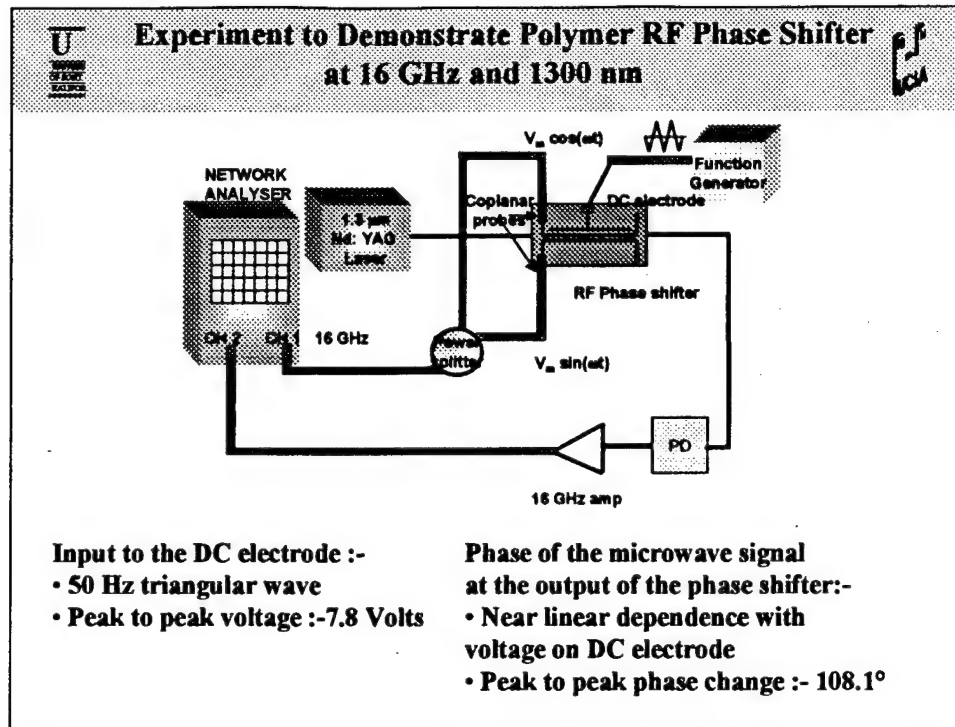 Experiment to Demonstrate Polymer RF Phase Shifter
at 16 GHz and 1300 nm
U
UCLA
V_m cos(ωt)
Function
Generator
NETWORK
ANALYSER
1.3 μm
Nd: YAG
Laser
Coplanar
probes
DC electrode
RF Phase shifter
CH 2 CH 1 16 GHz
Power
splitter
V_m sin(ωt)
PD
16 GHz amp
Input to the DC electrode :-
• 50 Hz triangular wave
• Peak to peak voltage :-7.8 Volts
Phase of the microwave signal
at the output of the phase shifter:-
• Near linear dependence with
voltage on DC electrode
• Peak to peak phase change :- 108.1°